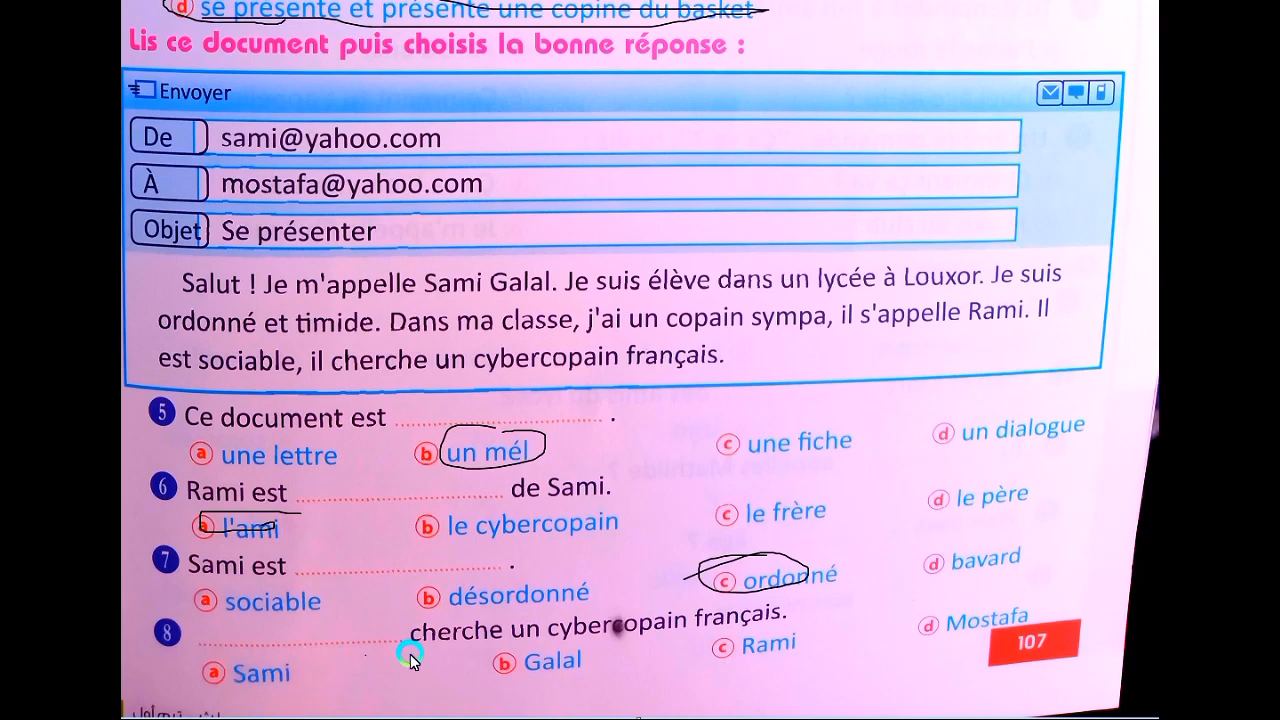 d se présente et présente une copine du basket
Lis ce document puis choisis la bonne réponse :
Envoyer
De sami@yahoo.com
À mostafa@yahoo.com
Objet Se présenter
Salut ! Je m'appelle Sami Galal. Je suis élève dans un lycée à Louxor. Je suis
ordonné et timide. Dans ma classe, j'ai un copain sympa, il s'appelle Rami. Il
est sociable, il cherche un cybercopain français.
5 Ce document est .............................. .
a une lettre b un mél c une fiche d un dialogue
6 Rami est .............................. de Sami.
a l'ami b le cybercopain c le frère d le père
7 Sami est .............................. .
a sociable b désordonné c ordonné d bavard
8 .............................. cherche un cybercopain français.
a Sami b Galal c Rami d Mostafa
107